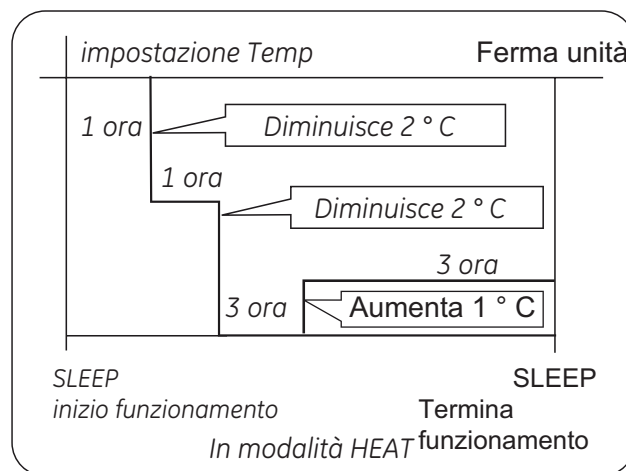 impostazione Temp
Ferma unità
1 ora
Diminuisce 2 ° C
1 ora
Diminuisce 2 ° C
3 ora
3 ora
Aumenta 1 ° C
SLEEP
inizio funzionamento
SLEEP
Termina
funzionamento
In modalità HEAT